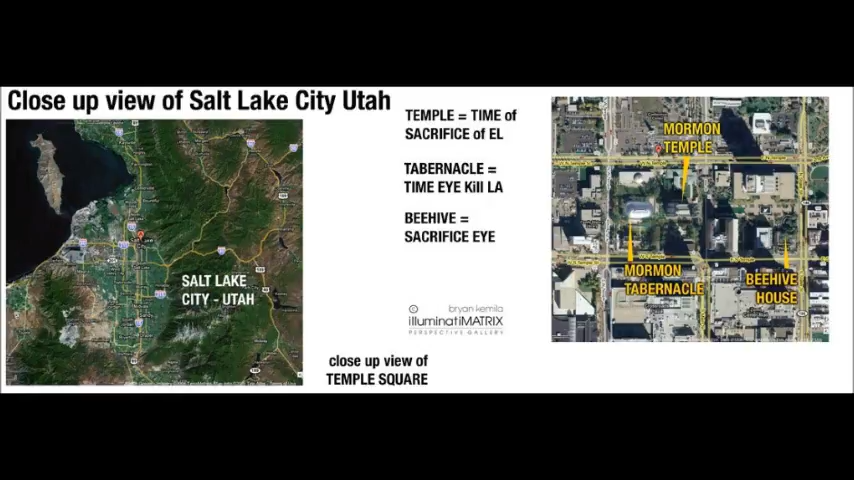 Close up view of Salt Lake City Utah
SALT LAKE
CITY - UTAH
TEMPLE = TIME of
SACRIFICE of EL
TABERNACLE =
TIME EYE Kill LA
BEEHIVE =
SACRIFICE EYE
© bryan kemila
illuminatiMATRIX
PERSPECTIVE GALLERY
close up view of
TEMPLE SQUARE
MORMON
TEMPLE
MORMON
TABERNACLE
BEEHIVE
HOUSE